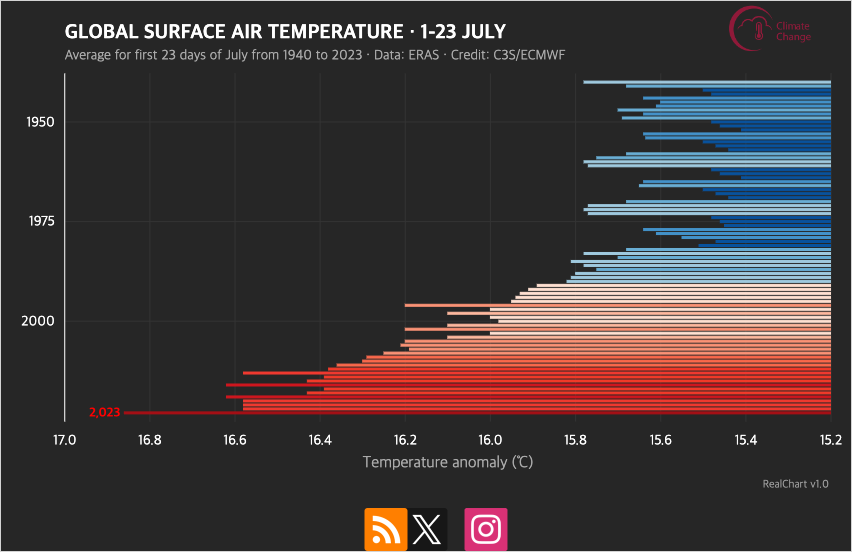 GLOBAL SURFACE AIR TEMPERATURE · 1-23 JULY
Average for first 23 days of July from 1940 to 2023 · Data: ERAS · Credit: C3S/ECMWF
Climate
Change
1950
1975
2000
2,023
17.0 16.8 16.6 16.4 16.2 16.0 15.8 15.6 15.4 15.2
Temperature anomaly (℃)
RealChart v1.0